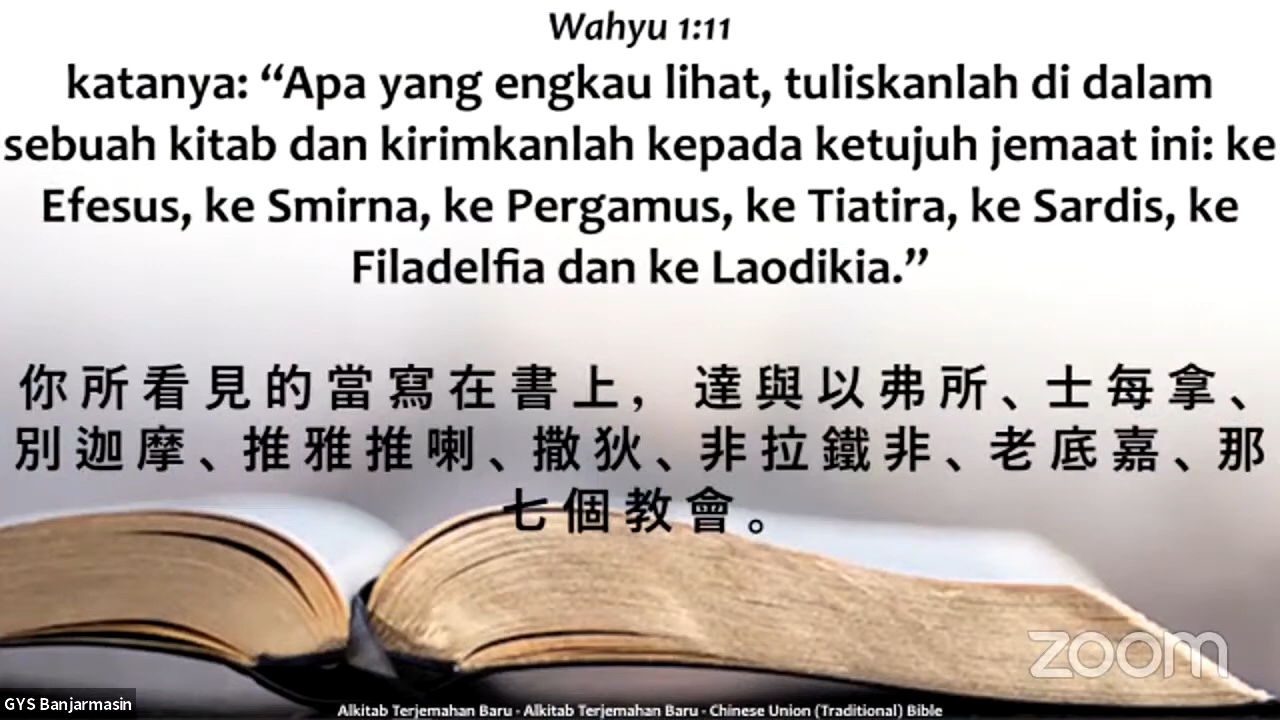 Wahyu 1:11
katanya: “Apa yang engkau lihat, tuliskanlah di dalam
sebuah kitab dan kirimkanlah kepada ketujuh jemaat ini: ke
Efesus, ke Smirna, ke Pergamus, ke Tiatira, ke Sardis, ke
Filadelfia dan ke Laodikia.”
你所看見的當寫在書上，達與以弗所、士每拿、
別迦摩、推雅推喇、撒狄、非拉鐵非、老底嘉、那
七個教會。
zoom
GYS Banjarmasin
Alkitab Terjemahan Baru - Alkitab Terjemahan Baru - Chinese Union (Traditional) Bible